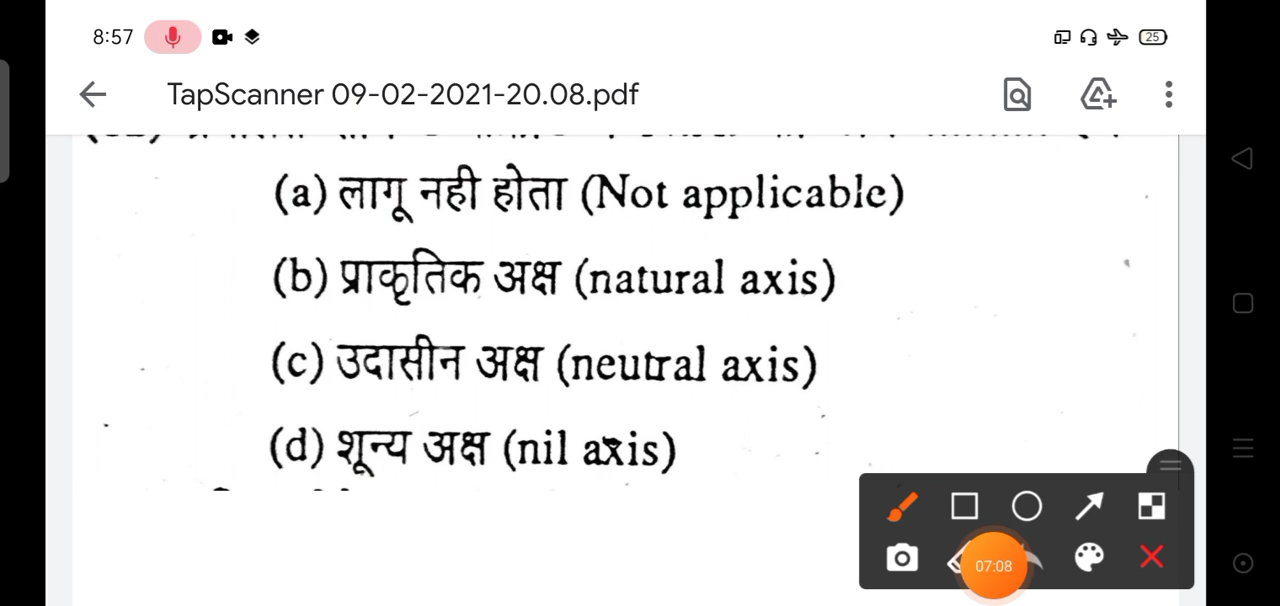 8:57
25
TapScanner 09-02-2021-20.08.pdf
(a) लागू नही होता (Not applicable)
(b) प्राकृतिक अक्ष (natural axis)
(c) उदासीन अक्ष (neutral axis)
(d) शून्य अक्ष (nil axis)
07:08